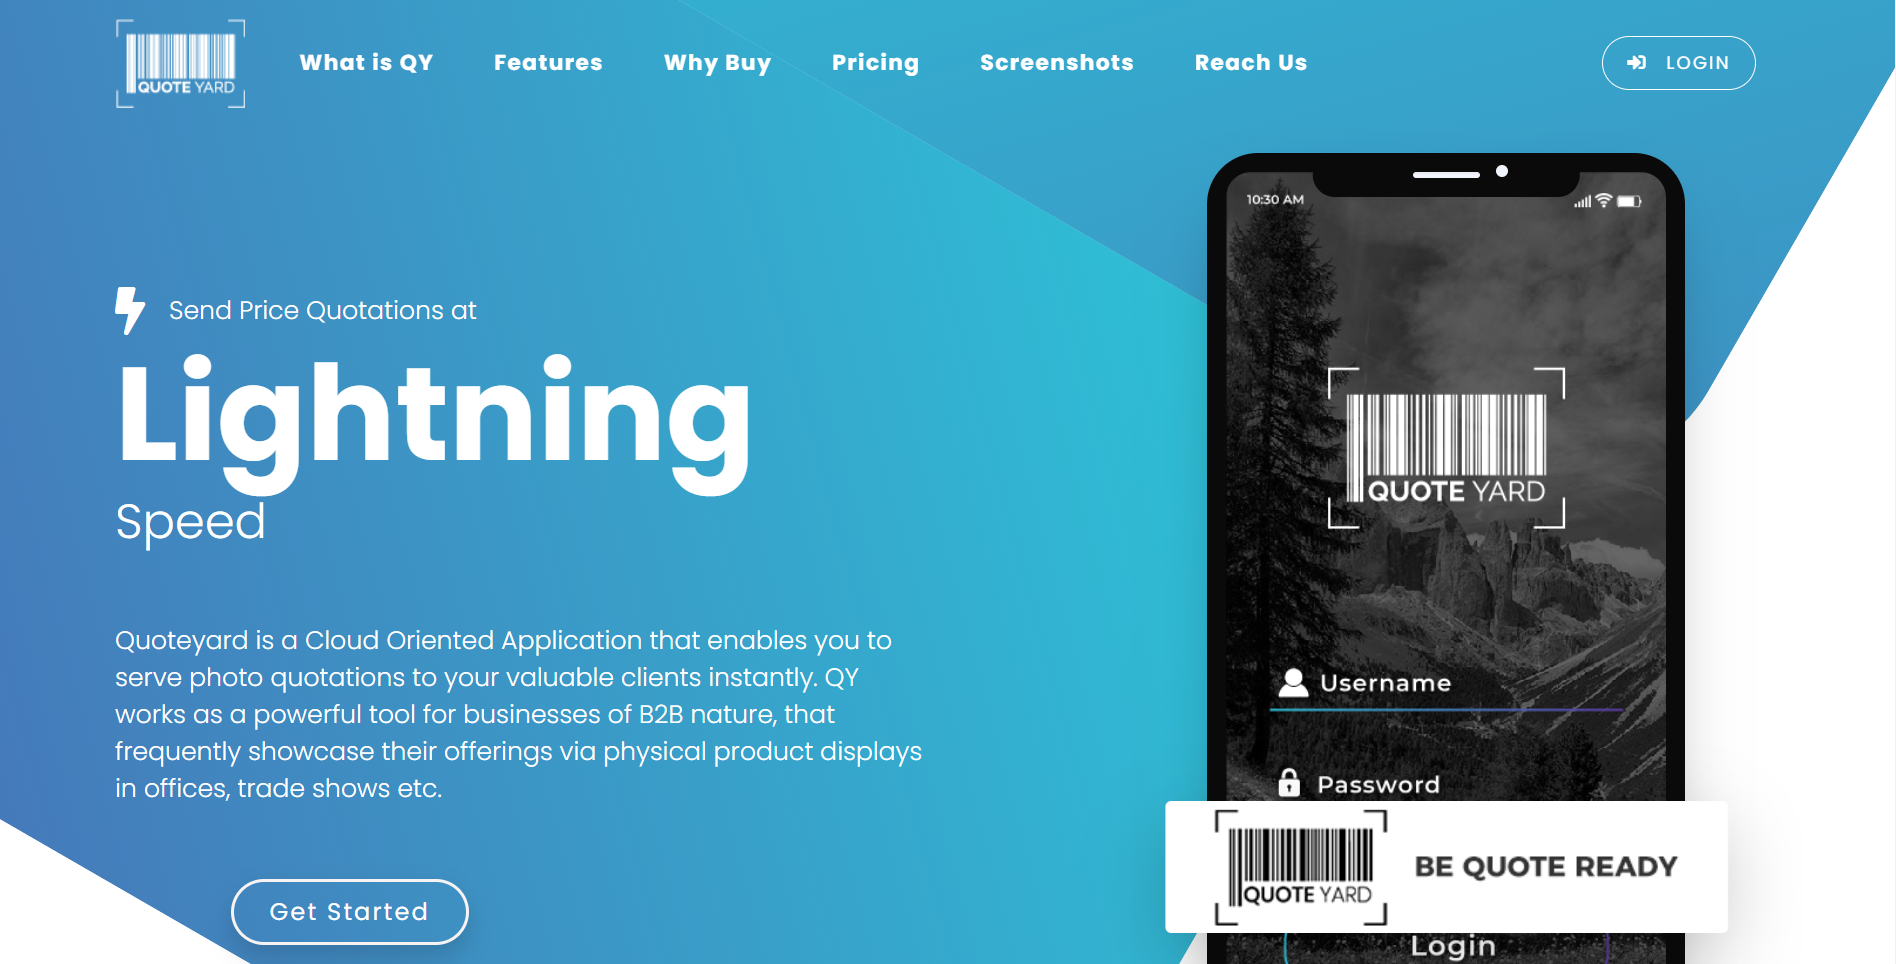 QUOTE YARD
What is QY
Features
Why Buy
Pricing
Screenshots
Reach Us
LOGIN
Send Price Quotations at
Lightning
Speed
Quoteyard is a Cloud Oriented Application that enables you to
serve photo quotations to your valuable clients instantly. QY
works as a powerful tool for businesses of B2B nature, that
frequently showcase their offerings via physical product displays
in offices, trade shows etc.
Get Started
10:30 AM
QUOTE YARD
Username
Password
QUOTE YARD
BE QUOTE READY
Login